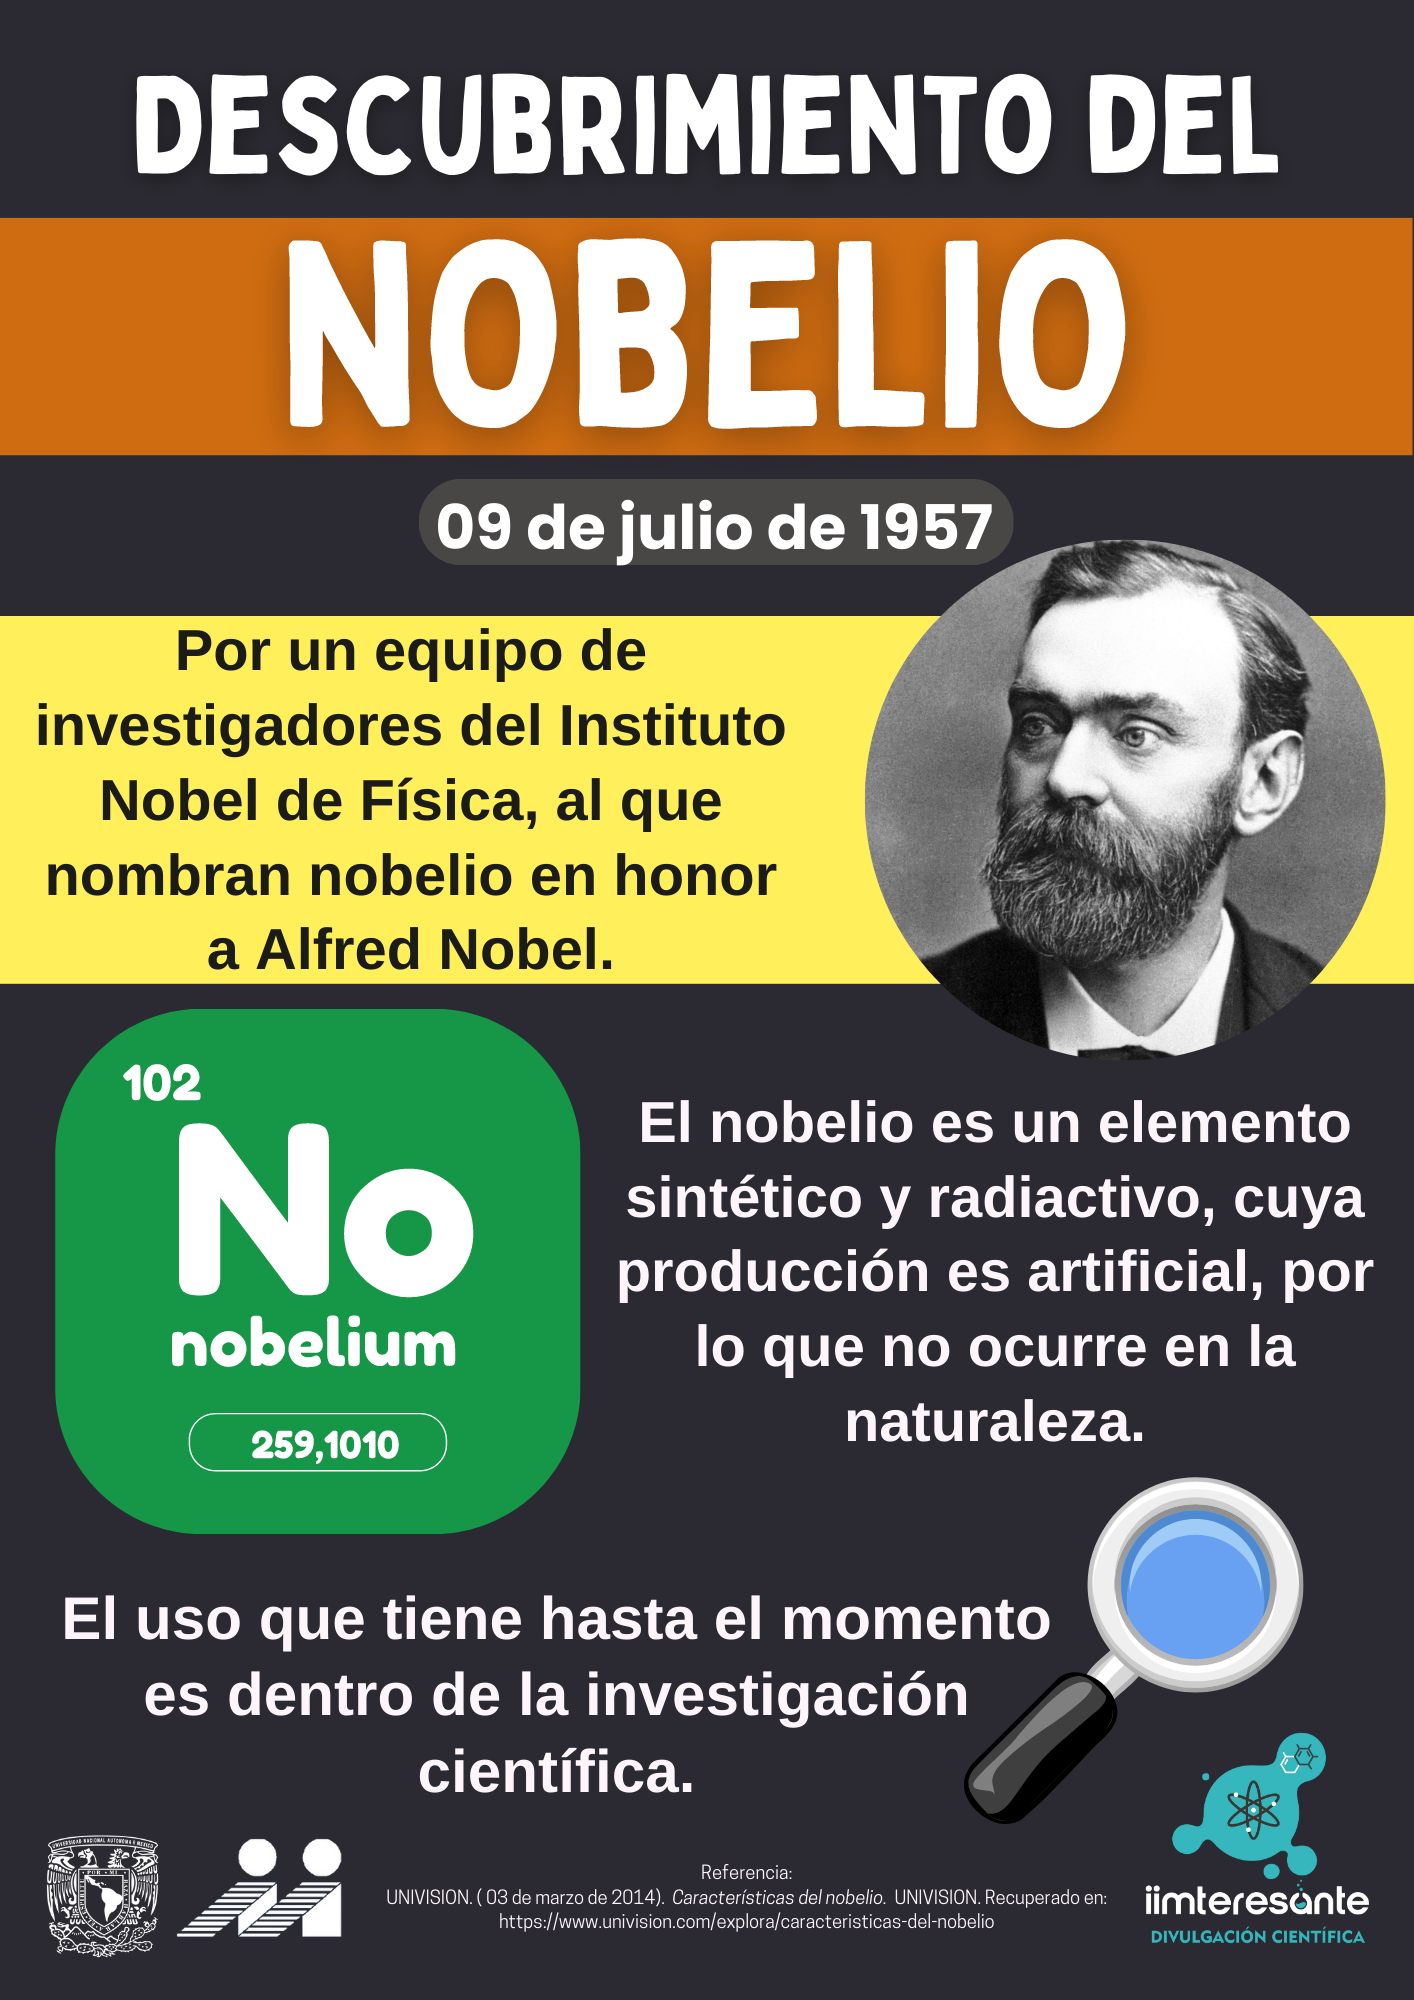 DESCUBRIMIENTO DEL
NOBELIO
09 de julio de 1957
Por un equipo de
investigadores del Instituto
Nobel de Física, al que
nombran nobelio en honor
a Alfred Nobel.
102
No
nobelium
259,1010
El nobelio es un elemento
sintético y radiactivo, cuya
producción es artificial, por
lo que no ocurre en la
naturaleza.
El uso que tiene hasta el momento
es dentro de la investigación
científica.
Referencia:
UNIVISION. ( 03 de marzo de 2014). Características del nobelio. UNIVISION. Recuperado en:
https://www.univision.com/explora/caracteristicas-del-nobelio
iimteresante
DIVULGACIÓN CIENTÍFICA